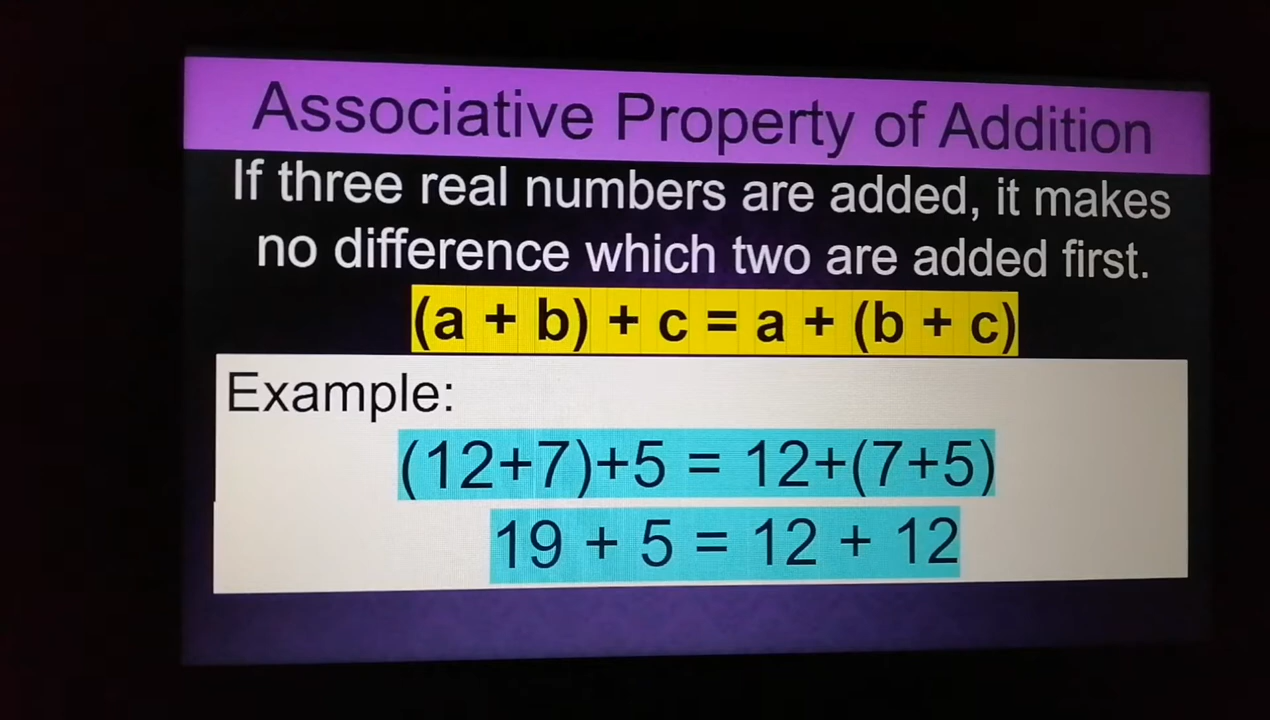 Associative Property of Addition
If three real numbers are added, it makes
no difference which two are added first.
(a + b) + c = a + (b + c)
Example:
(12+7)+5 = 12+(7+5)
19 + 5 = 12 + 12